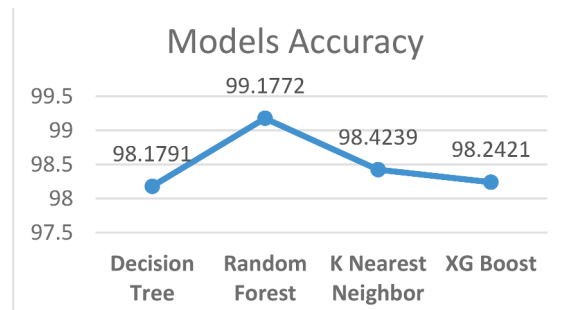 Models Accuracy
99.5
99
98.5
98
97.5
98.1791
99.1772
98.4239
98.2421
Decision
Tree
Random
Forest
K Nearest
Neighbor
XG Boost